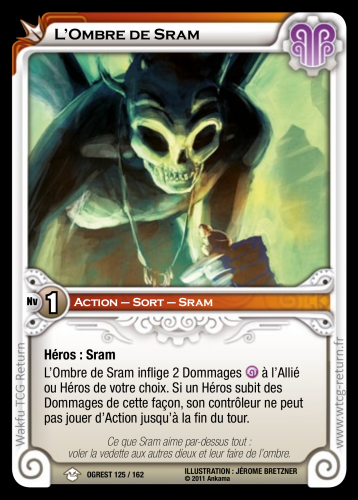 L'Ombre de Sram
Nv 1 Action – Sort – Sram
Héros : Sram
L'Ombre de Sram inflige 2 Dommages à l'Allié
ou Héros de votre choix. Si un Héros subit des
Dommages de cette façon, son contrôleur ne peut
pas jouer d'Action jusqu'à la fin du tour.
Ce que Sram aime par-dessus tout :
voler la vedette aux autres dieux et leur faire de l'ombre.
OGREST 125 / 162
ILLUSTRATION : JÉRÔME BRETZNER
© 2011 Ankama
Wakfu TCG Return
www.wtcg-return.fr